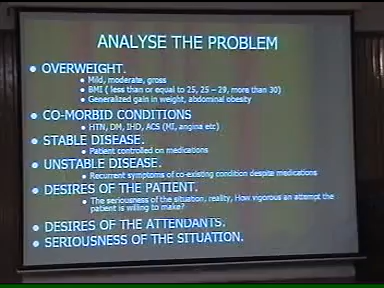 ANALYSE THE PROBLEM
• OVERWEIGHT.
• Mild, moderate, gross
• BMI ( less than or equal to 25, 25 – 29, more than 30)
• Generalized gain in weight, abdominal obesity
• CO-MORBID CONDITIONS
• HTN, DM, IHD, ACS (MI, angina etc)
• STABLE DISEASE.
• Patient controlled on medications
• UNSTABLE DISEASE.
• Recurrent symptoms of co-existing condition despite medications
• DESIRES OF THE PATIENT.
• The seriousness of the situation, reality, How vigorous an attempt the
patient is willing to make?
• DESIRES OF THE ATTENDANTS.
• SERIOUSNESS OF THE SITUATION.